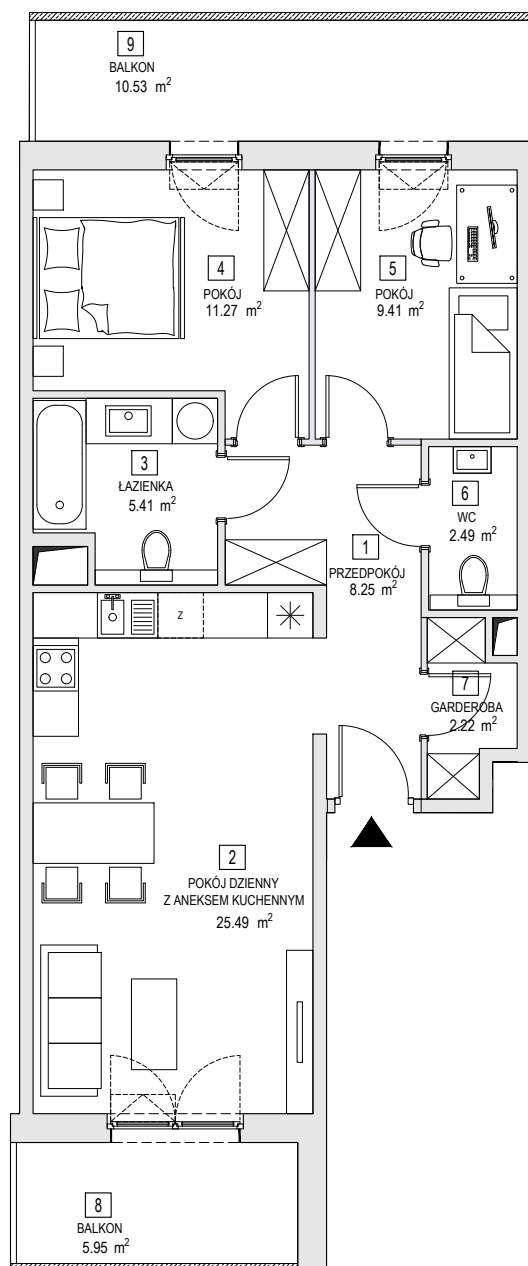 9
BALKON
10.53 m²
4
POKÓJ
11.27 m²
5
POKÓJ
9.41 m²
3
ŁAZIENKA
5.41 m²
6
WC
2.49 m²
1
PRZEDPOKÓJ
8.25 m²
Z
7
GARDEROBA
2.22 m²
2
POKÓJ DZIENNY
Z ANEKSEM KUCHENNYM
25.49 m²
8
BALKON
5.95 m²